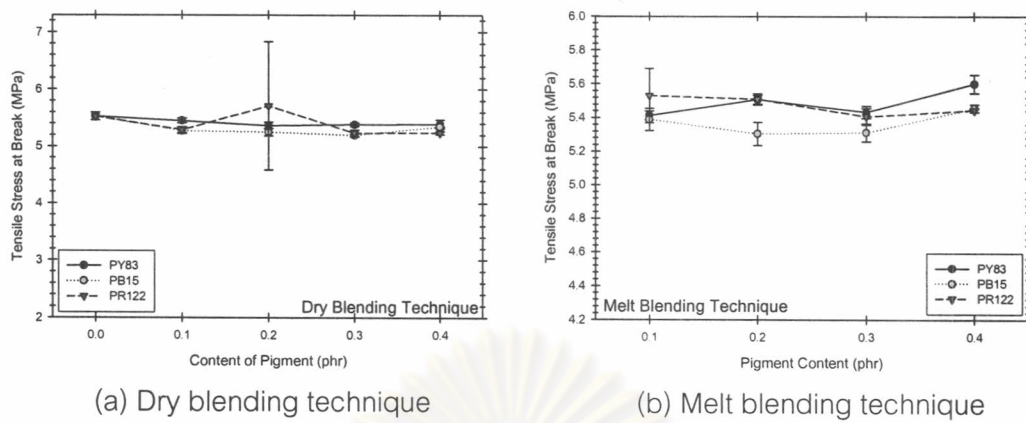 7
6
5
4
3
2
Tensile Stress at Break (MPa)
PY83
PB15
PR122
Dry Blending Technique
0.0 0.1 0.2 0.3 0.4
Content of Pigment (phr)
(a) Dry blending technique
6.0
5.8
5.6
5.4
5.2
5.0
4.8
4.6
4.4
4.2
Tensile Stress at Break (MPa)
Melt Blending Technique
PY83
PB15
PR122
0.1 0.2 0.3 0.4
Pigment Content (phr)
(b) Melt blending technique